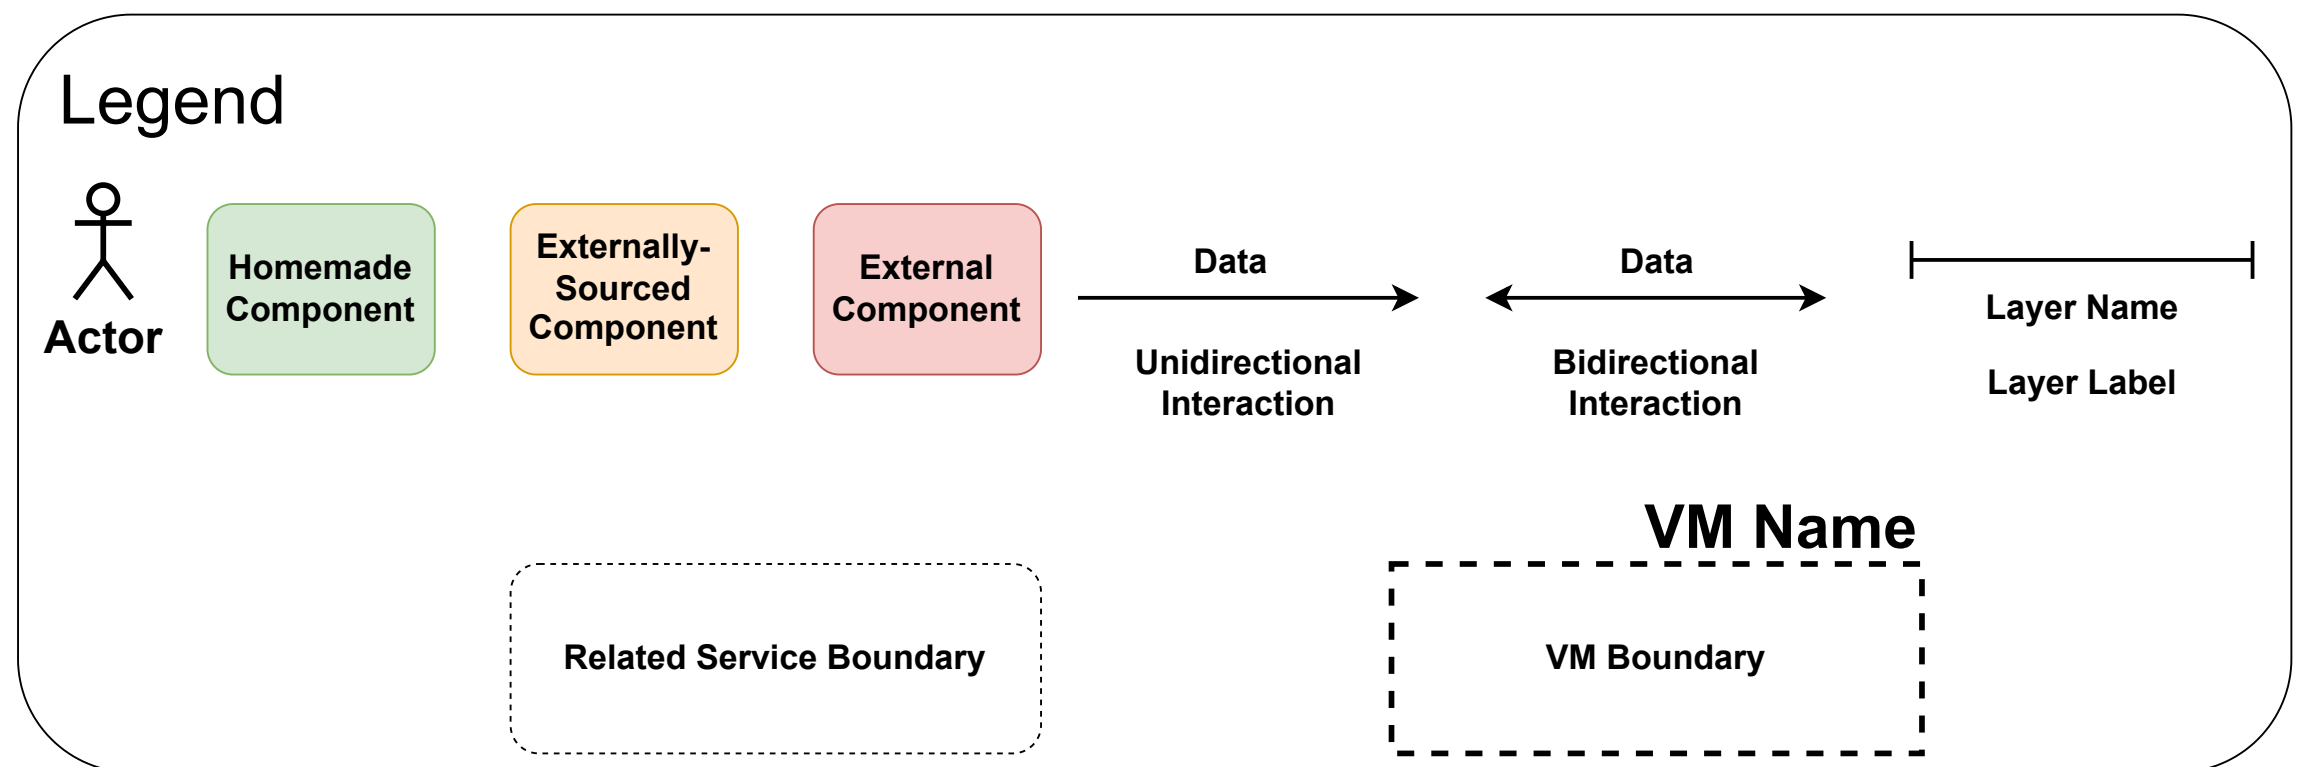 Legend
Actor
Homemade
Component
Externally-
Sourced
Component
External
Component
Data
Unidirectional
Interaction
Data
Bidirectional
Interaction
Layer Name
Layer Label
Related Service Boundary
VM Name
VM Boundary